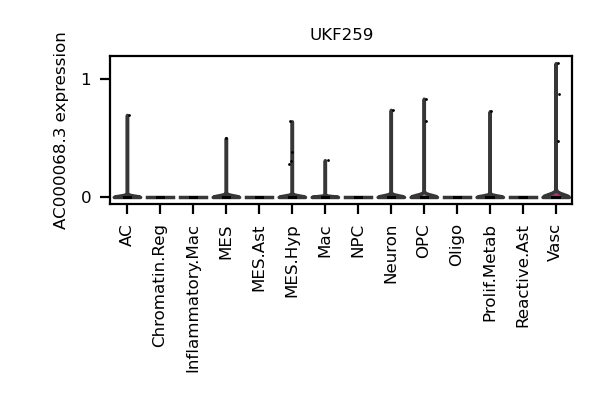 UKF259
AC000068.3 expression
1
0
AC
Chromatin.Reg
Inflammatory.Mac
MES
MES.Ast
MES.Hyp
Mac
NPC
Neuron
OPC
Oligo
Prolif.Metab
Reactive.Ast
Vasc